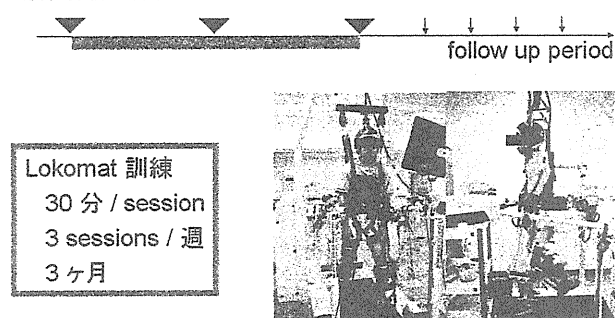 follow up period
Lokomat 訓練
30 分 / session
3 sessions / 週
3 ヶ月